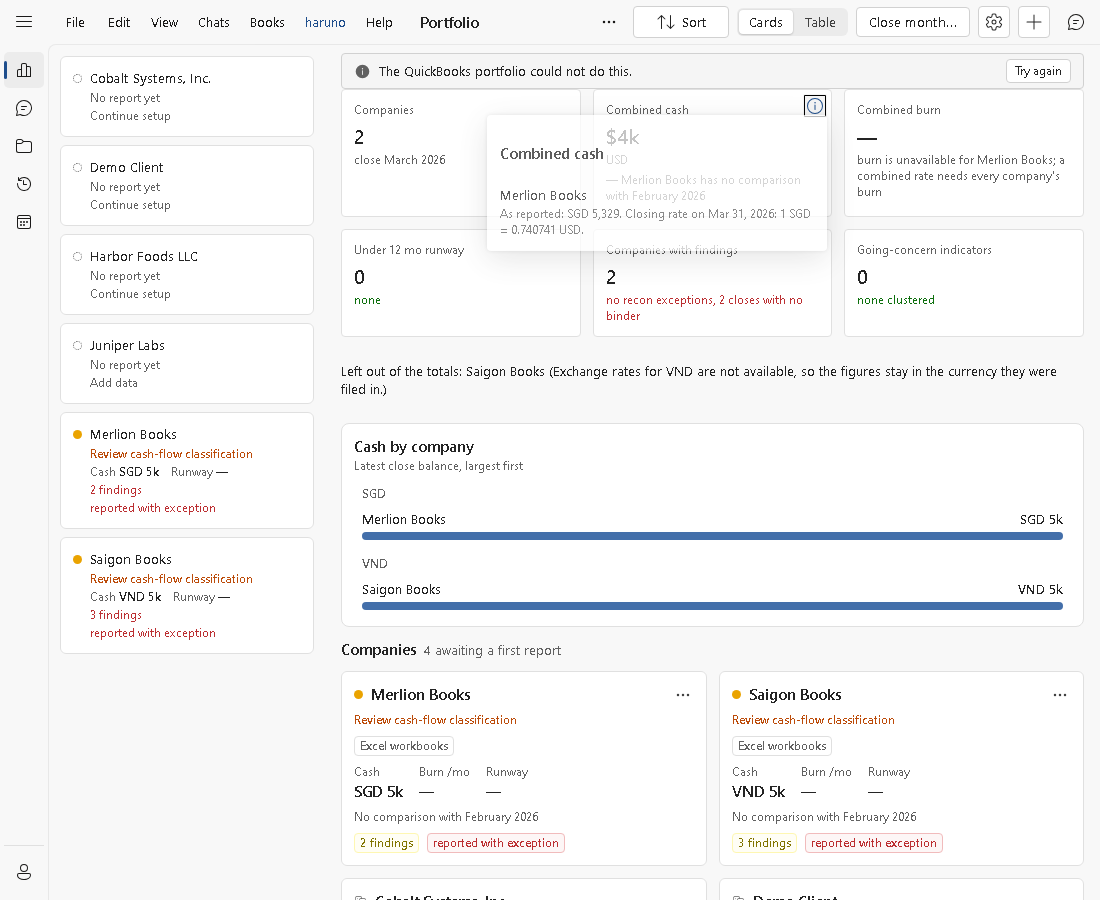 File Edit View Chats Books haruno Help Portfolio ··· Sort Cards Table Close month...
The QuickBooks portfolio could not do this. Try again
Cobalt Systems, Inc.
No report yet
Continue setup
Demo Client
No report yet
Continue setup
Harbor Foods LLC
No report yet
Continue setup
Juniper Labs
No report yet
Add data
Merlion Books
Review cash-flow classification
Cash SGD 5k Runway —
2 findings
reported with exception
Saigon Books
Review cash-flow classification
Cash VND 5k Runway —
3 findings
reported with exception
Companies
2
close March 2026
Combined cash
$4k
USD
— Merlion Books has no comparison
with February 2026
Combined cash
Merlion Books
As reported: SGD 5,329. Closing rate on Mar 31, 2026: 1 SGD
= 0.740741 USD.
Combined burn
—
burn is unavailable for Merlion Books; a
combined rate needs every company's
burn
Under 12 mo runway
0
none
Companies with findings
2
no recon exceptions, 2 closes with no
binder
Going-concern indicators
0
none clustered
Left out of the totals: Saigon Books (Exchange rates for VND are not available, so the figures stay in the currency they were
filed in.)
Cash by company
Latest close balance, largest first
SGD
Merlion Books SGD 5k
VND
Saigon Books VND 5k
Companies 4 awaiting a first report
Merlion Books ···
Review cash-flow classification
Excel workbooks
Cash Burn /mo Runway
SGD 5k — —
No comparison with February 2026
2 findings reported with exception
Saigon Books ···
Review cash-flow classification
Excel workbooks
Cash Burn /mo Runway
VND 5k — —
No comparison with February 2026
3 findings reported with exception
Cobalt Systems, Inc.
Demo Client